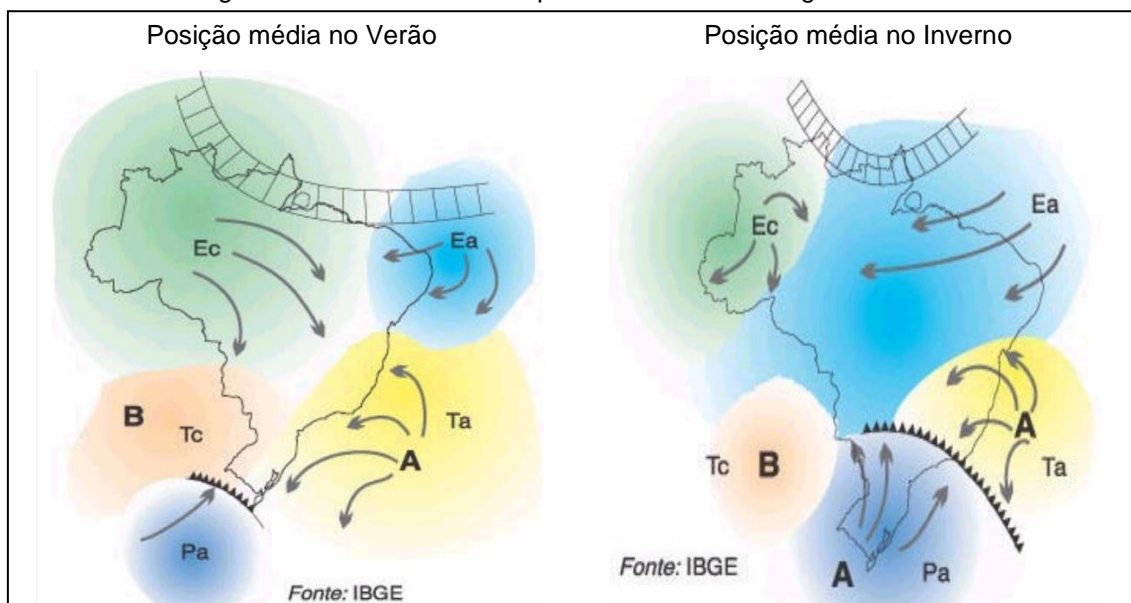 Posição média no Verão
Posição média no Inverno
Ec
Ea
B
Tc
Ta
A
Pa
Fonte: IBGE
Ec
Ea
Tc
B
A
Ta
A
Pa
Fonte: IBGE